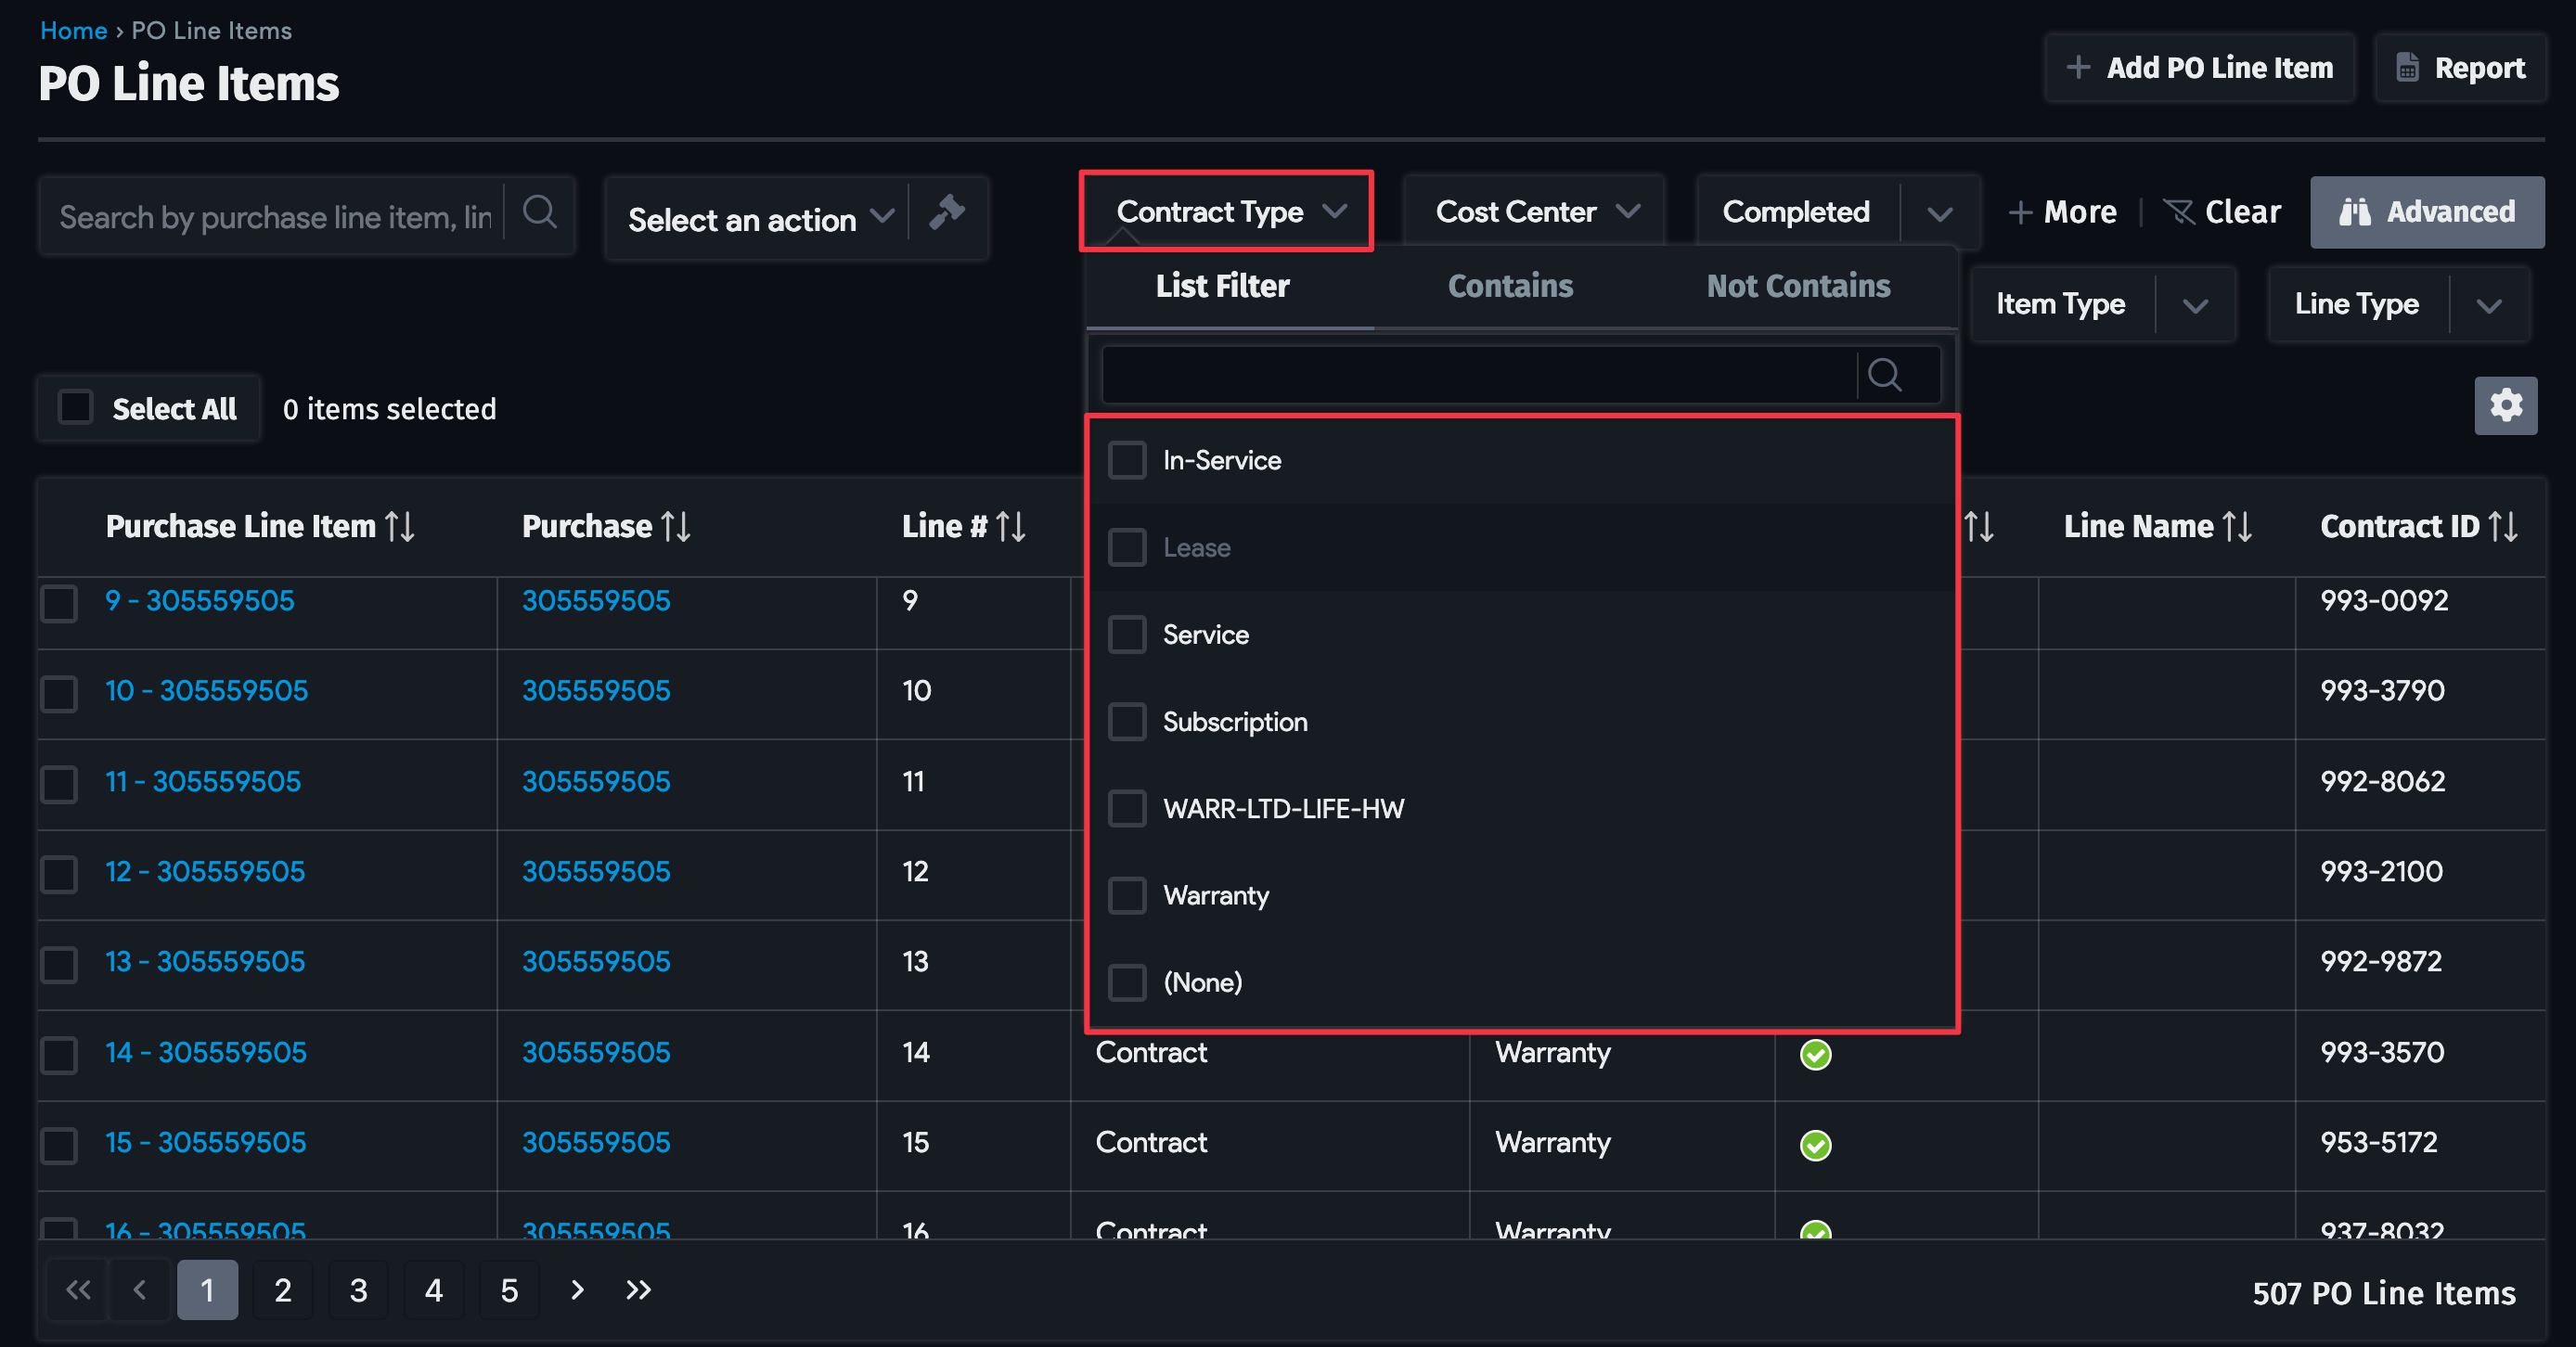 Home › PO Line Items
PO Line Items
Add PO Line Item
Report
Search by purchase line item, lin
Select an action
Contract Type
Cost Center
Completed
More
Clear
Advanced
List Filter
Contains
Not Contains
Item Type
Line Type
Select All
0 items selected
In-Service
Lease
Service
Subscription
WARR-LTD-LIFE-HW
Warranty
(None)
Purchase Line Item
Purchase
Line #
Line Name
Contract ID
9 - 305559505 305559505 9 993-0092
10 - 305559505 305559505 10 993-3790
11 - 305559505 305559505 11 992-8062
12 - 305559505 305559505 12 993-2100
13 - 305559505 305559505 13 992-9872
14 - 305559505 305559505 14 Contract Warranty 993-3570
15 - 305559505 305559505 15 Contract Warranty 953-5172
16 - 305559505 305559505 16 Contract Warranty 937-8032
1 2 3 4 5
507 PO Line Items